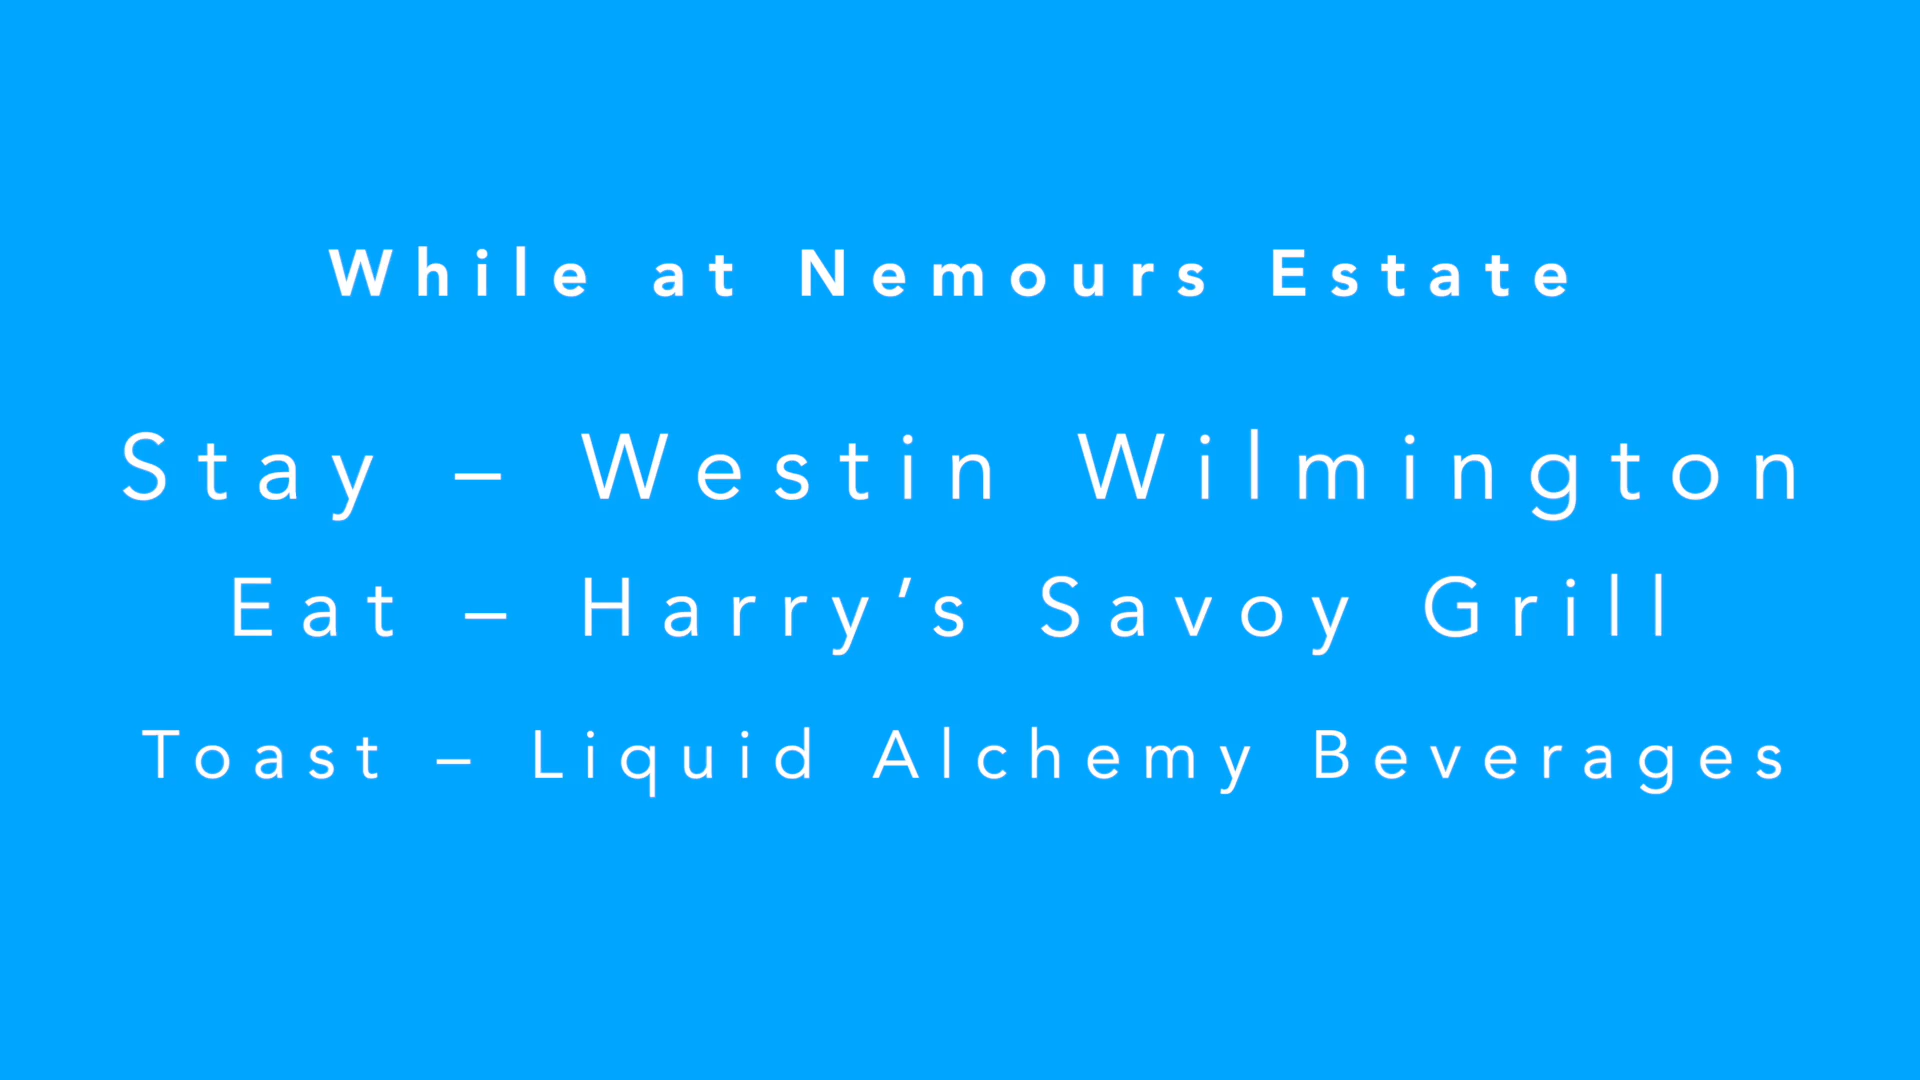 While at Nemours Estate
Stay – Westin Wilmington
Eat – Harry’s Savoy Grill
Toast – Liquid Alchemy Beverages